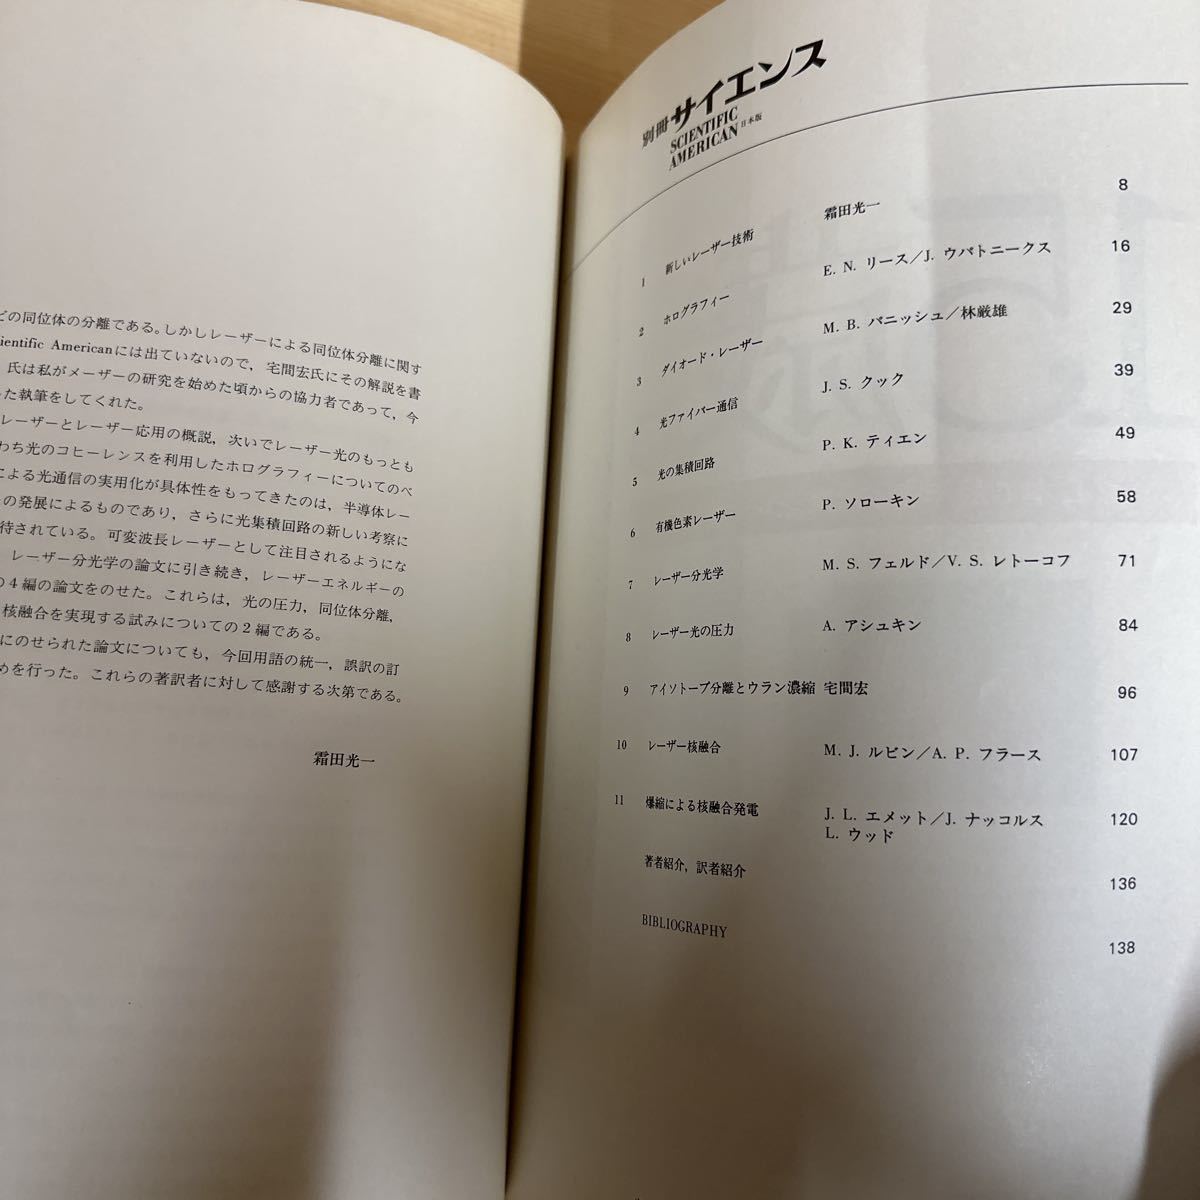 どの同位体の分離である。しかしレーザーによる同位体分離に関す
cientific Americanには出ていないので，宅間宏氏にその解説を書
氏は私がメーザーの研究を始めた頃からの協力者であって，今
た執筆をしてくれた。
レーザーとレーザー応用の概説，次いでレーザー光のもっとも
わち光のコヒーレンスを利用したホログラフィーについてのべ
による光通信の実用化が具体性をもってきたのは，半導体レー
の発展によるものであり，さらに光集積回路の新しい考察に
待されている。可変波長レーザーとして注目されるようにな
レーザー分光学の論文に引き続き，レーザーエネルギーの
の4編の論文をのせた。これらは，光の圧力，同位体分離，
核融合を実現する試みについての2編である。
にのせられた論文についても，今回用語の統一，誤訳の訂
めを行った。これらの著訳者に対して感謝する次第である。
霜田光一
別冊サイエンス
SCIENTIFIC
AMERICAN 日本版
1 新しいレーザー技術 霜田光一 8
2 ホログラフィー E. N. リース／J. ウパトニークス 16
3 ダイオード・レーザー M. B. パニッシュ／林厳雄 29
4 光ファイバー通信 J. S. クック 39
5 光の集積回路 P. K. ティエン 49
6 有機色素レーザー P. ソローキン 58
7 レーザー分光学 M. S. フェルド／V. S. レトーコフ 71
8 レーザー光の圧力 A. アシュキン 84
9 アイソトープ分離とウラン濃縮 宅間宏 96
10 レーザー核融合 M. J. ルビン／A. P. フラース 107
11 爆縮による核融合発電 J. L. エメット／J. ナッコルス 120
L. ウッド
著者紹介，訳者紹介 136
BIBLIOGRAPHY 138